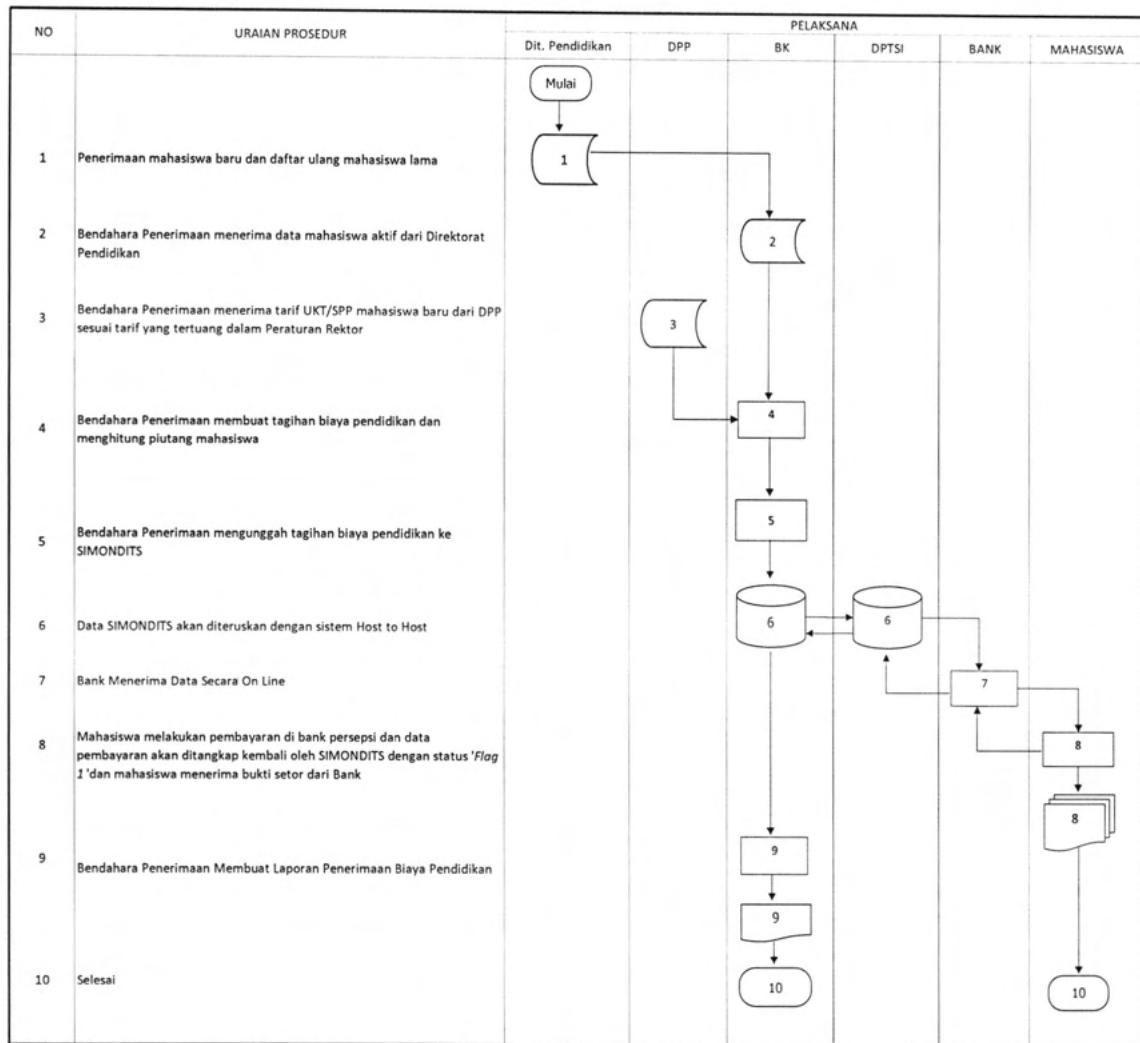 NO
URAIAN PROSEDUR
PELAKSANA
Dit. Pendidikan
DPP
BK
DPTSI
BANK
MAHASISWA
Mulai
1
Penerimaan mahasiswa baru dan daftar ulang mahasiswa lama
1
2
Bendahara Penerimaan menerima data mahasiswa aktif dari Direktorat
Pendidikan
2
3
Bendahara Penerimaan menerima tarif UKT/SPP mahasiswa baru dari DPP
sesuai tarif yang tertuang dalam Peraturan Rektor
3
4
Bendahara Penerimaan membuat tagihan biaya pendidikan dan
menghitung piutang mahasiswa
4
5
Bendahara Penerimaan mengunggah tagihan biaya pendidikan ke
SIMONDITS
5
6
Data SIMONDITS akan diteruskan dengan sistem Host to Host
6
6
7
Bank Menerima Data Secara On Line
7
8
Mahasiswa melakukan pembayaran di bank persepsi dan data
pembayaran akan ditangkap kembali oleh SIMONDITS dengan status 'Flag
1 'dan mahasiswa menerima bukti setor dari Bank
8
8
9
Bendahara Penerimaan Membuat Laporan Penerimaan Biaya Pendidikan
9
9
10
Selesai
10
10